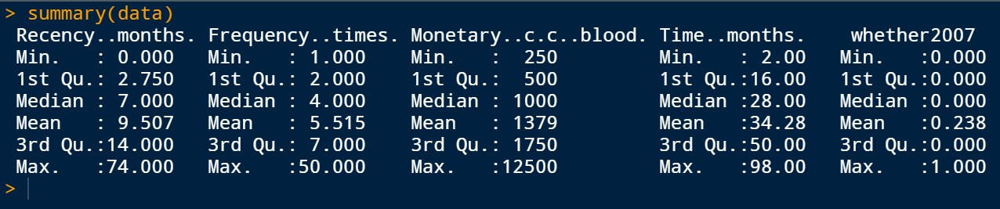 > summary(data)
 Recency..months. Frequency..times. Monetary..c.c..blood. Time..months.    whether2007
 Min.   : 0.000   Min.   : 1.000    Min.   :  250         Min.   : 2.00   Min.   :0.000
 1st Qu.: 2.750   1st Qu.: 2.000    1st Qu.:  500         1st Qu.:16.00   1st Qu.:0.000
 Median : 7.000   Median : 4.000    Median : 1000         Median :28.00   Median :0.000
 Mean   : 9.507   Mean   : 5.515    Mean   : 1379         Mean   :34.28   Mean   :0.238
 3rd Qu.:14.000   3rd Qu.: 7.000    3rd Qu.: 1750         3rd Qu.:50.00   3rd Qu.:0.000
 Max.   :74.000   Max.   :50.000    Max.   :12500         Max.   :98.00   Max.   :1.000
>